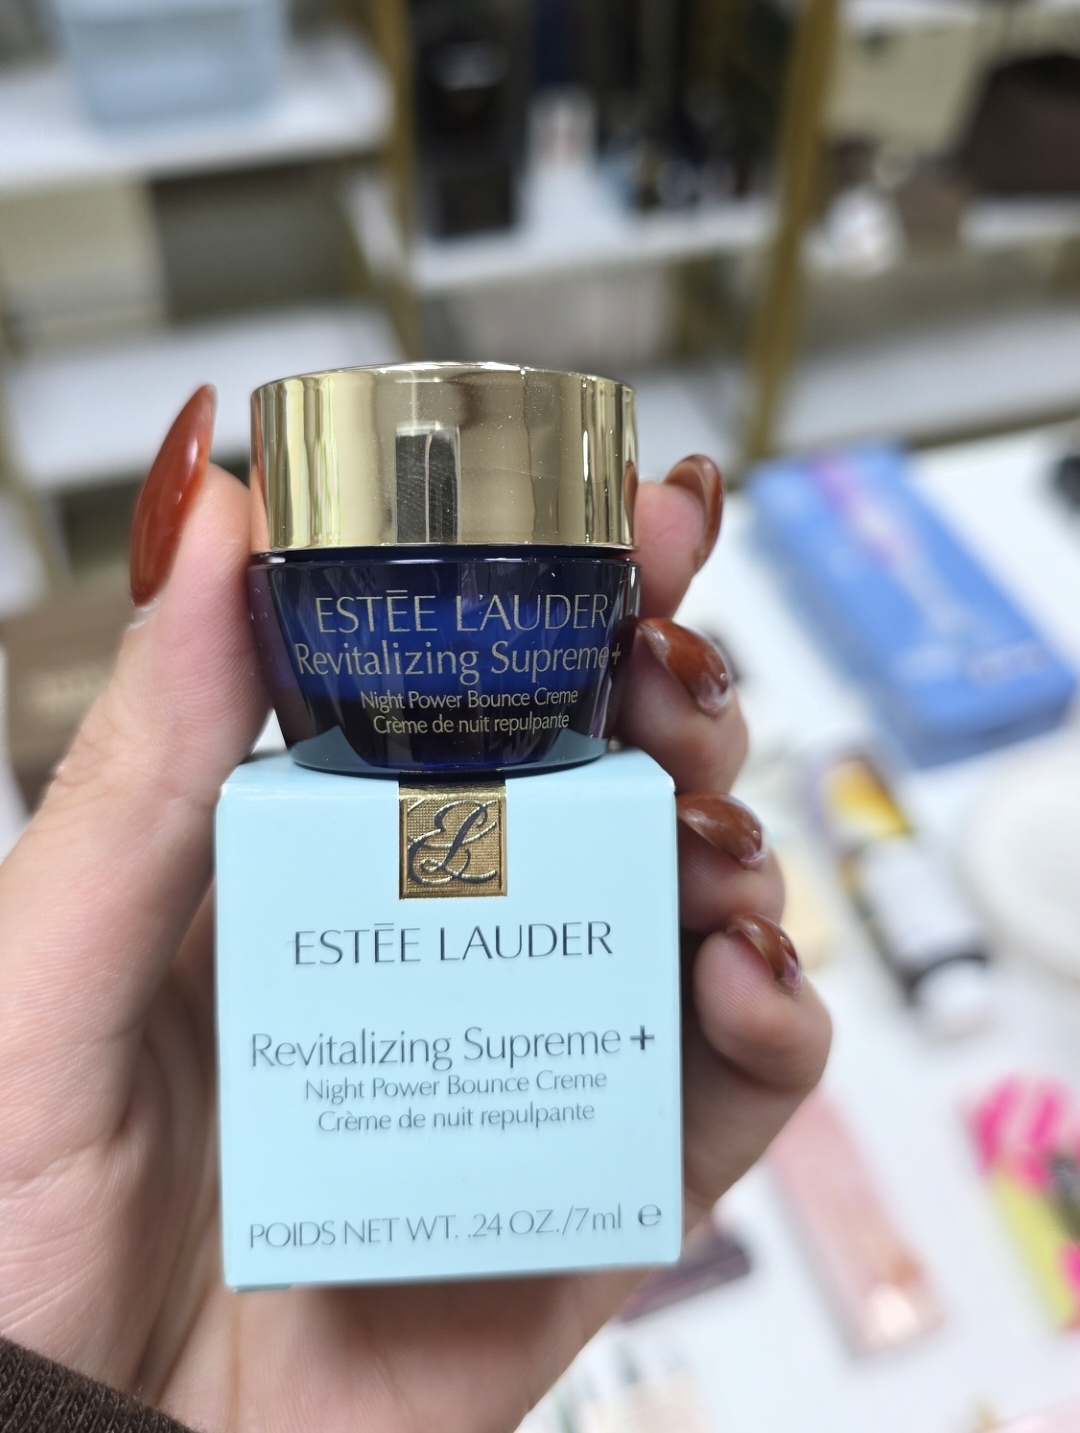 ESTĒE LAUDER
Revitalizing Supreme+
Night Power Bounce Creme
Crème de nuit repulpante
EL
ESTĒE LAUDER
Revitalizing Supreme +
Night Power Bounce Creme
Crème de nuit repulpante
POIDS NET WT. .24 OZ./7ml ℮